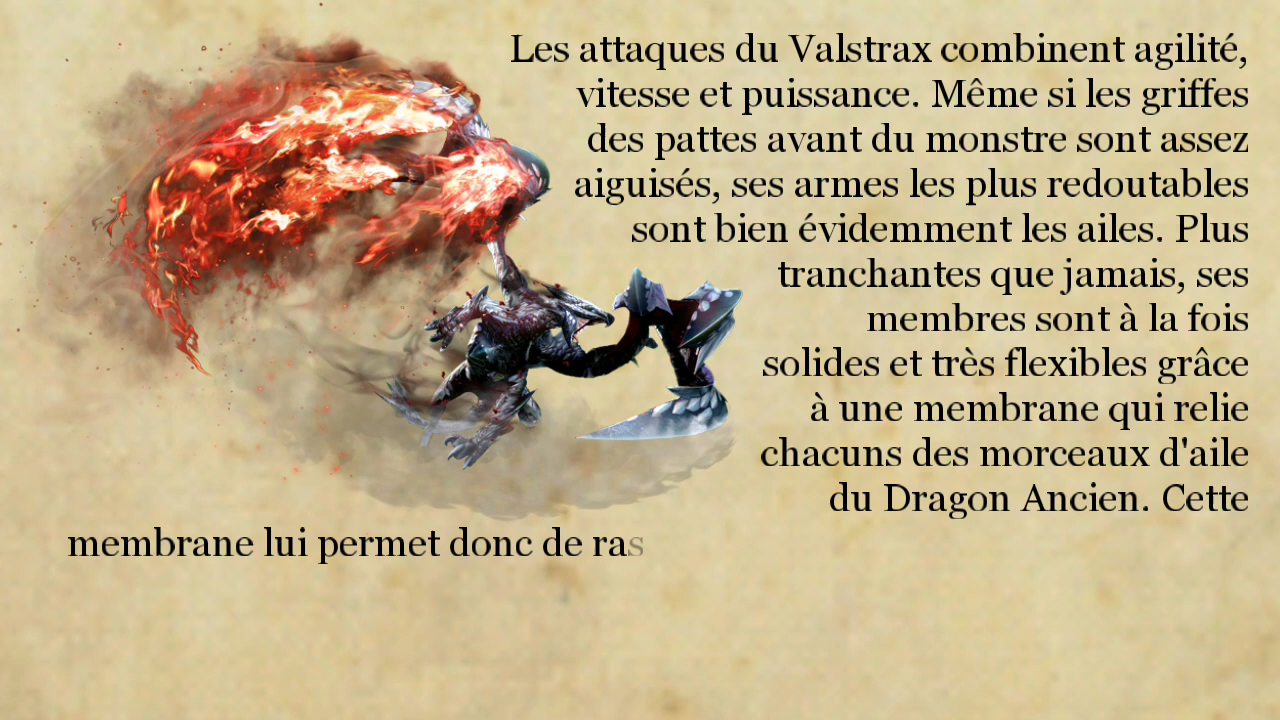 Les attaques du Valstrax combinent agilité,
vitesse et puissance. Même si les griffes
des pattes avant du monstre sont assez
aiguisés, ses armes les plus redoutables
sont bien évidemment les ailes. Plus
tranchantes que jamais, ses
membres sont à la fois
solides et très flexibles grâce
à une membrane qui relie
chacuns des morceaux d'aile
du Dragon Ancien. Cette
membrane lui permet donc de ras